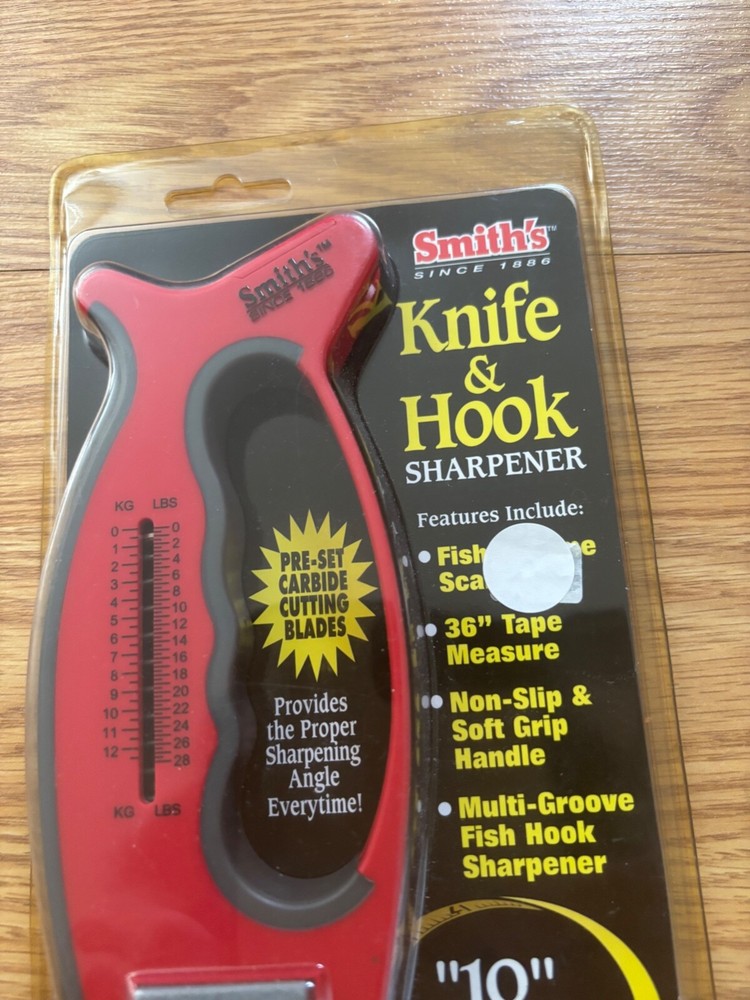 Smith's™
SINCE 1886
Smith's™
SINCE 1886
Knife
&
Hook
SHARPENER
Features Include:
• Fish
• 36” Tape
Measure
• Non-Slip &
Soft Grip
Handle
• Multi-Groove
Fish Hook
Sharpener
"10"
KG LBS
0 0
1 2
2 4
3 6
4 8
5 10
6 12
7 14
8 16
9 18
10 20
11 22
12 24
26
28
KG LBS
PRE-SET
CARBIDE
CUTTING
BLADES
Provides
the Proper
Sharpening
Angle
Everytime!